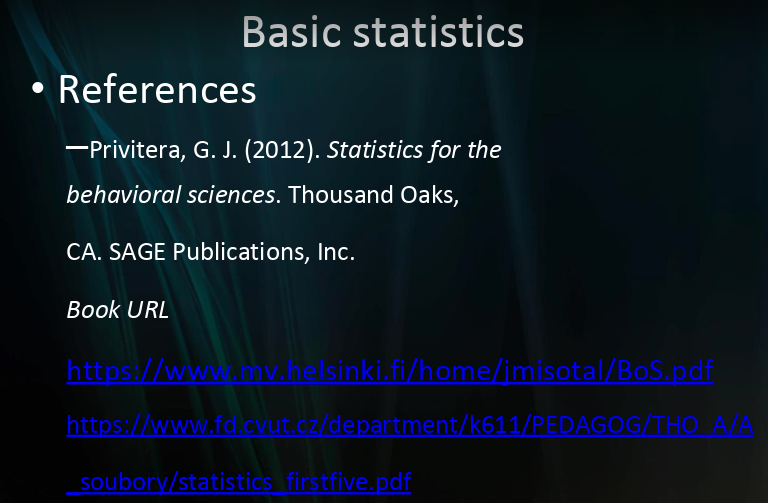 Basic statistics
• References
—Privitera, G. J. (2012). Statistics for the
behavioral sciences. Thousand Oaks,
CA. SAGE Publications, Inc.
Book URL
https://www.mv.helsinki.fi/home/jmisotal/BoS.pdf
https://www.fd.cvut.cz/department/k611/PEDAGOG/THO_A/A
_soubory/statistics_firstfive.pdf